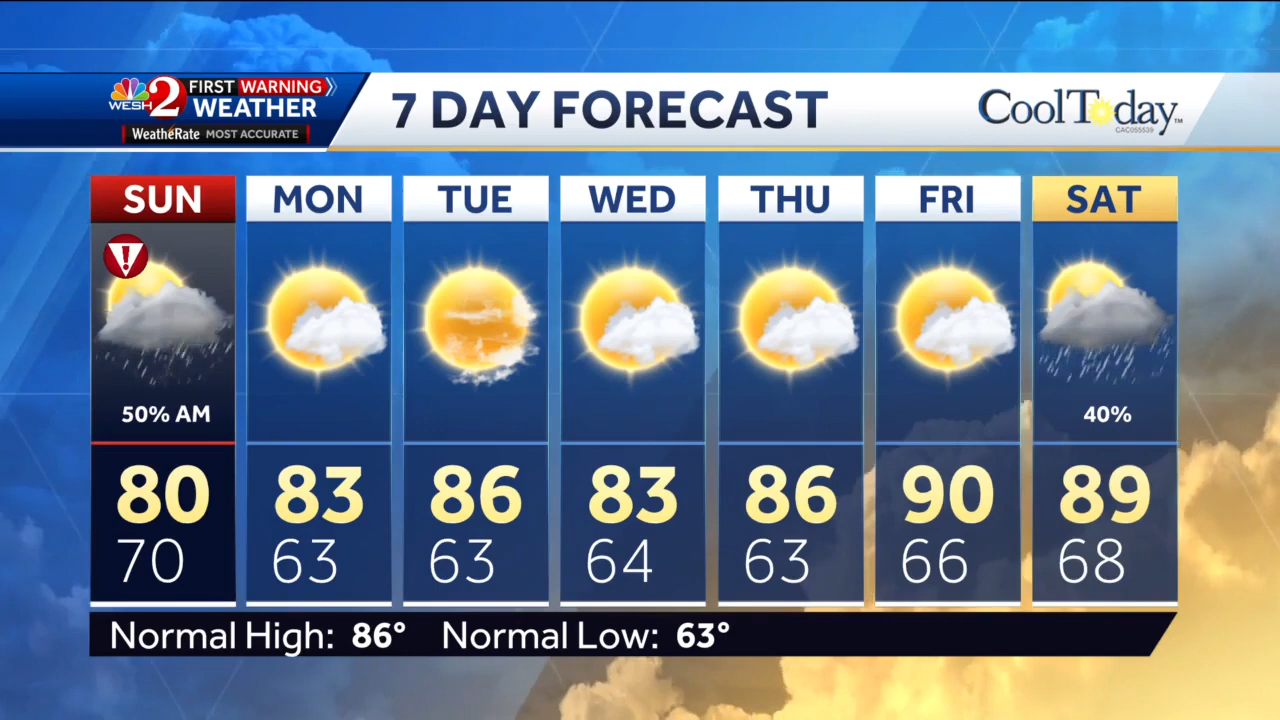 WESH 2 FIRST WARNING
WEATHER
WeatheRate MOST ACCURATE
7 DAY FORECAST
CoolToday™
CAC055539
SUN MON TUE WED THU FRI SAT
!
50% AM 40%
80 83 86 83 86 90 89
70 63 63 64 63 66 68
Normal High: 86° Normal Low: 63°